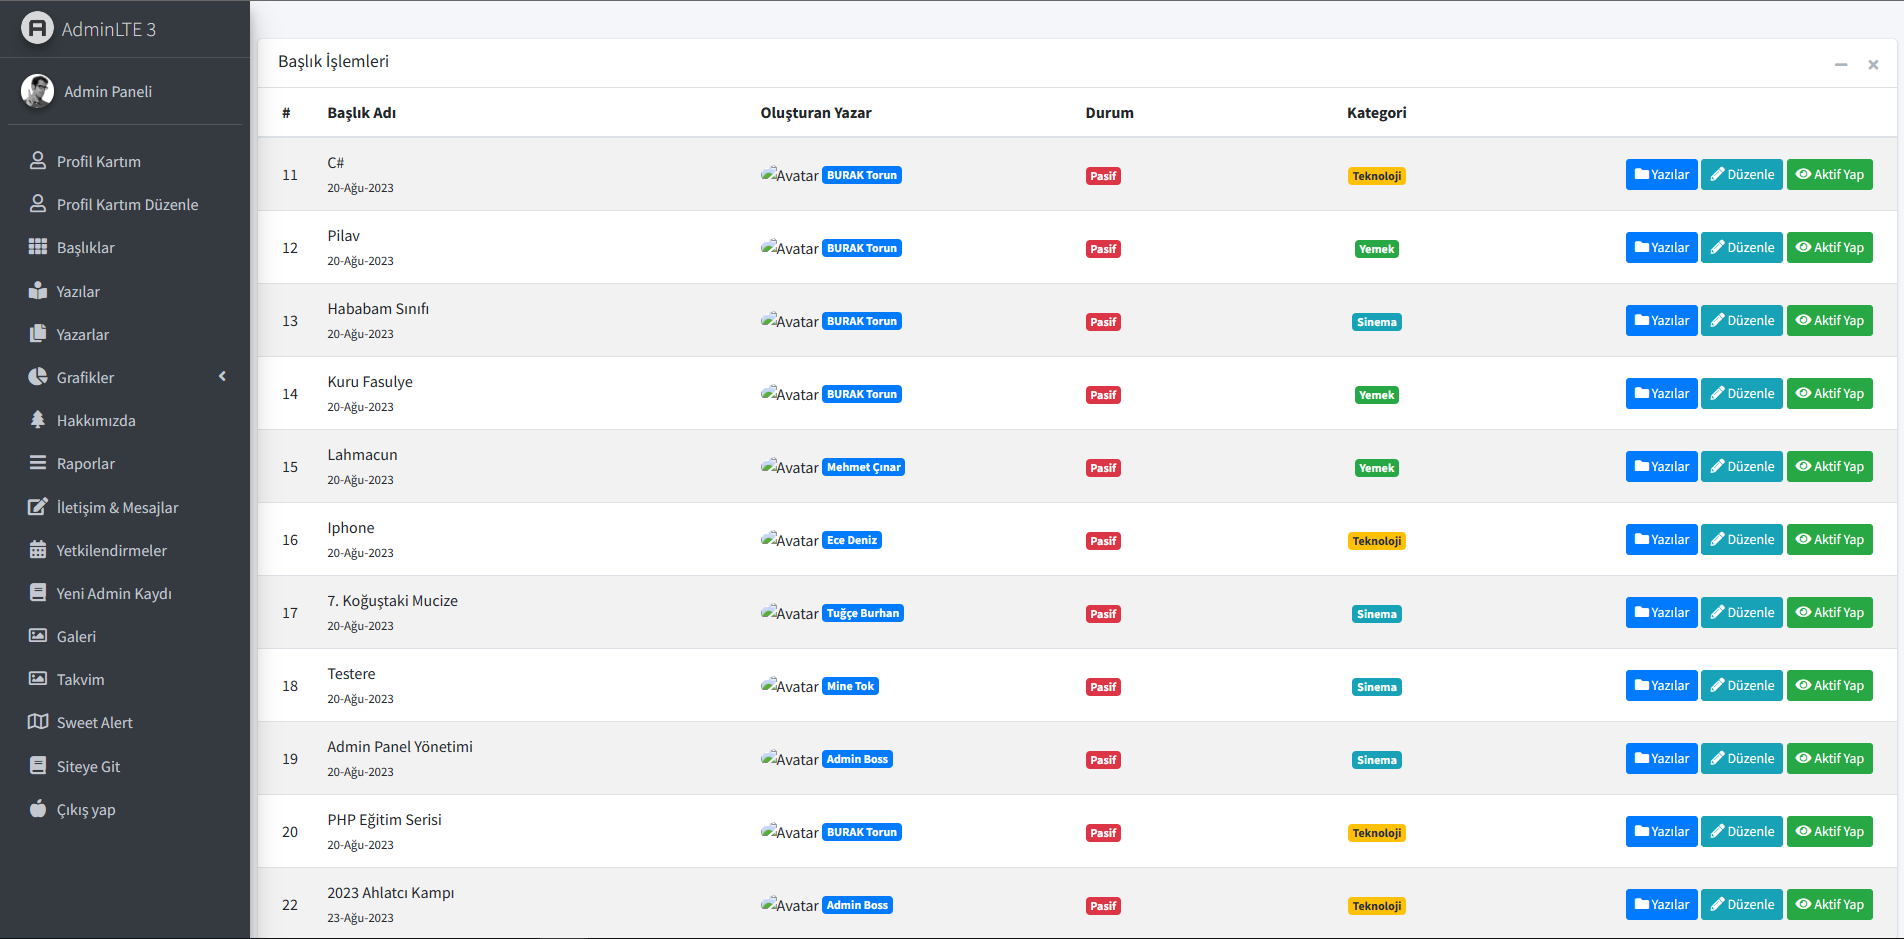 AdminLTE 3
Admin Paneli
Profil Kartım
Profil Kartım Düzenle
Başlıklar
Yazılar
Yazarlar
Grafikler
Hakkımızda
Raporlar
İletişim & Mesajlar
Yetkilendirmeler
Yeni Admin Kaydı
Galeri
Takvim
Sweet Alert
Siteye Git
Çıkış yap
Başlık İşlemleri
# Başlık Adı Oluşturan Yazar Durum Kategori
C#
11 Avatar BURAK Torun Pasif Teknoloji Yazılar Düzenle Aktif Yap
20-Ağu-2023
Pilav
12 Avatar BURAK Torun Pasif Yemek Yazılar Düzenle Aktif Yap
20-Ağu-2023
Hababam Sınıfı
13 Avatar BURAK Torun Pasif Sinema Yazılar Düzenle Aktif Yap
20-Ağu-2023
Kuru Fasulye
14 Avatar BURAK Torun Pasif Yemek Yazılar Düzenle Aktif Yap
20-Ağu-2023
Lahmacun
15 Avatar Mehmet Çınar Pasif Yemek Yazılar Düzenle Aktif Yap
20-Ağu-2023
Iphone
16 Avatar Ece Deniz Pasif Teknoloji Yazılar Düzenle Aktif Yap
20-Ağu-2023
7. Koğuştaki Mucize
17 Avatar Tuğçe Burhan Pasif Sinema Yazılar Düzenle Aktif Yap
20-Ağu-2023
Testere
18 Avatar Mine Tok Pasif Sinema Yazılar Düzenle Aktif Yap
20-Ağu-2023
Admin Panel Yönetimi
19 Avatar Admin Boss Pasif Sinema Yazılar Düzenle Aktif Yap
20-Ağu-2023
PHP Eğitim Serisi
20 Avatar BURAK Torun Pasif Teknoloji Yazılar Düzenle Aktif Yap
20-Ağu-2023
2023 Ahlatcı Kampı
22 Avatar Admin Boss Pasif Teknoloji Yazılar Düzenle Aktif Yap
23-Ağu-2023